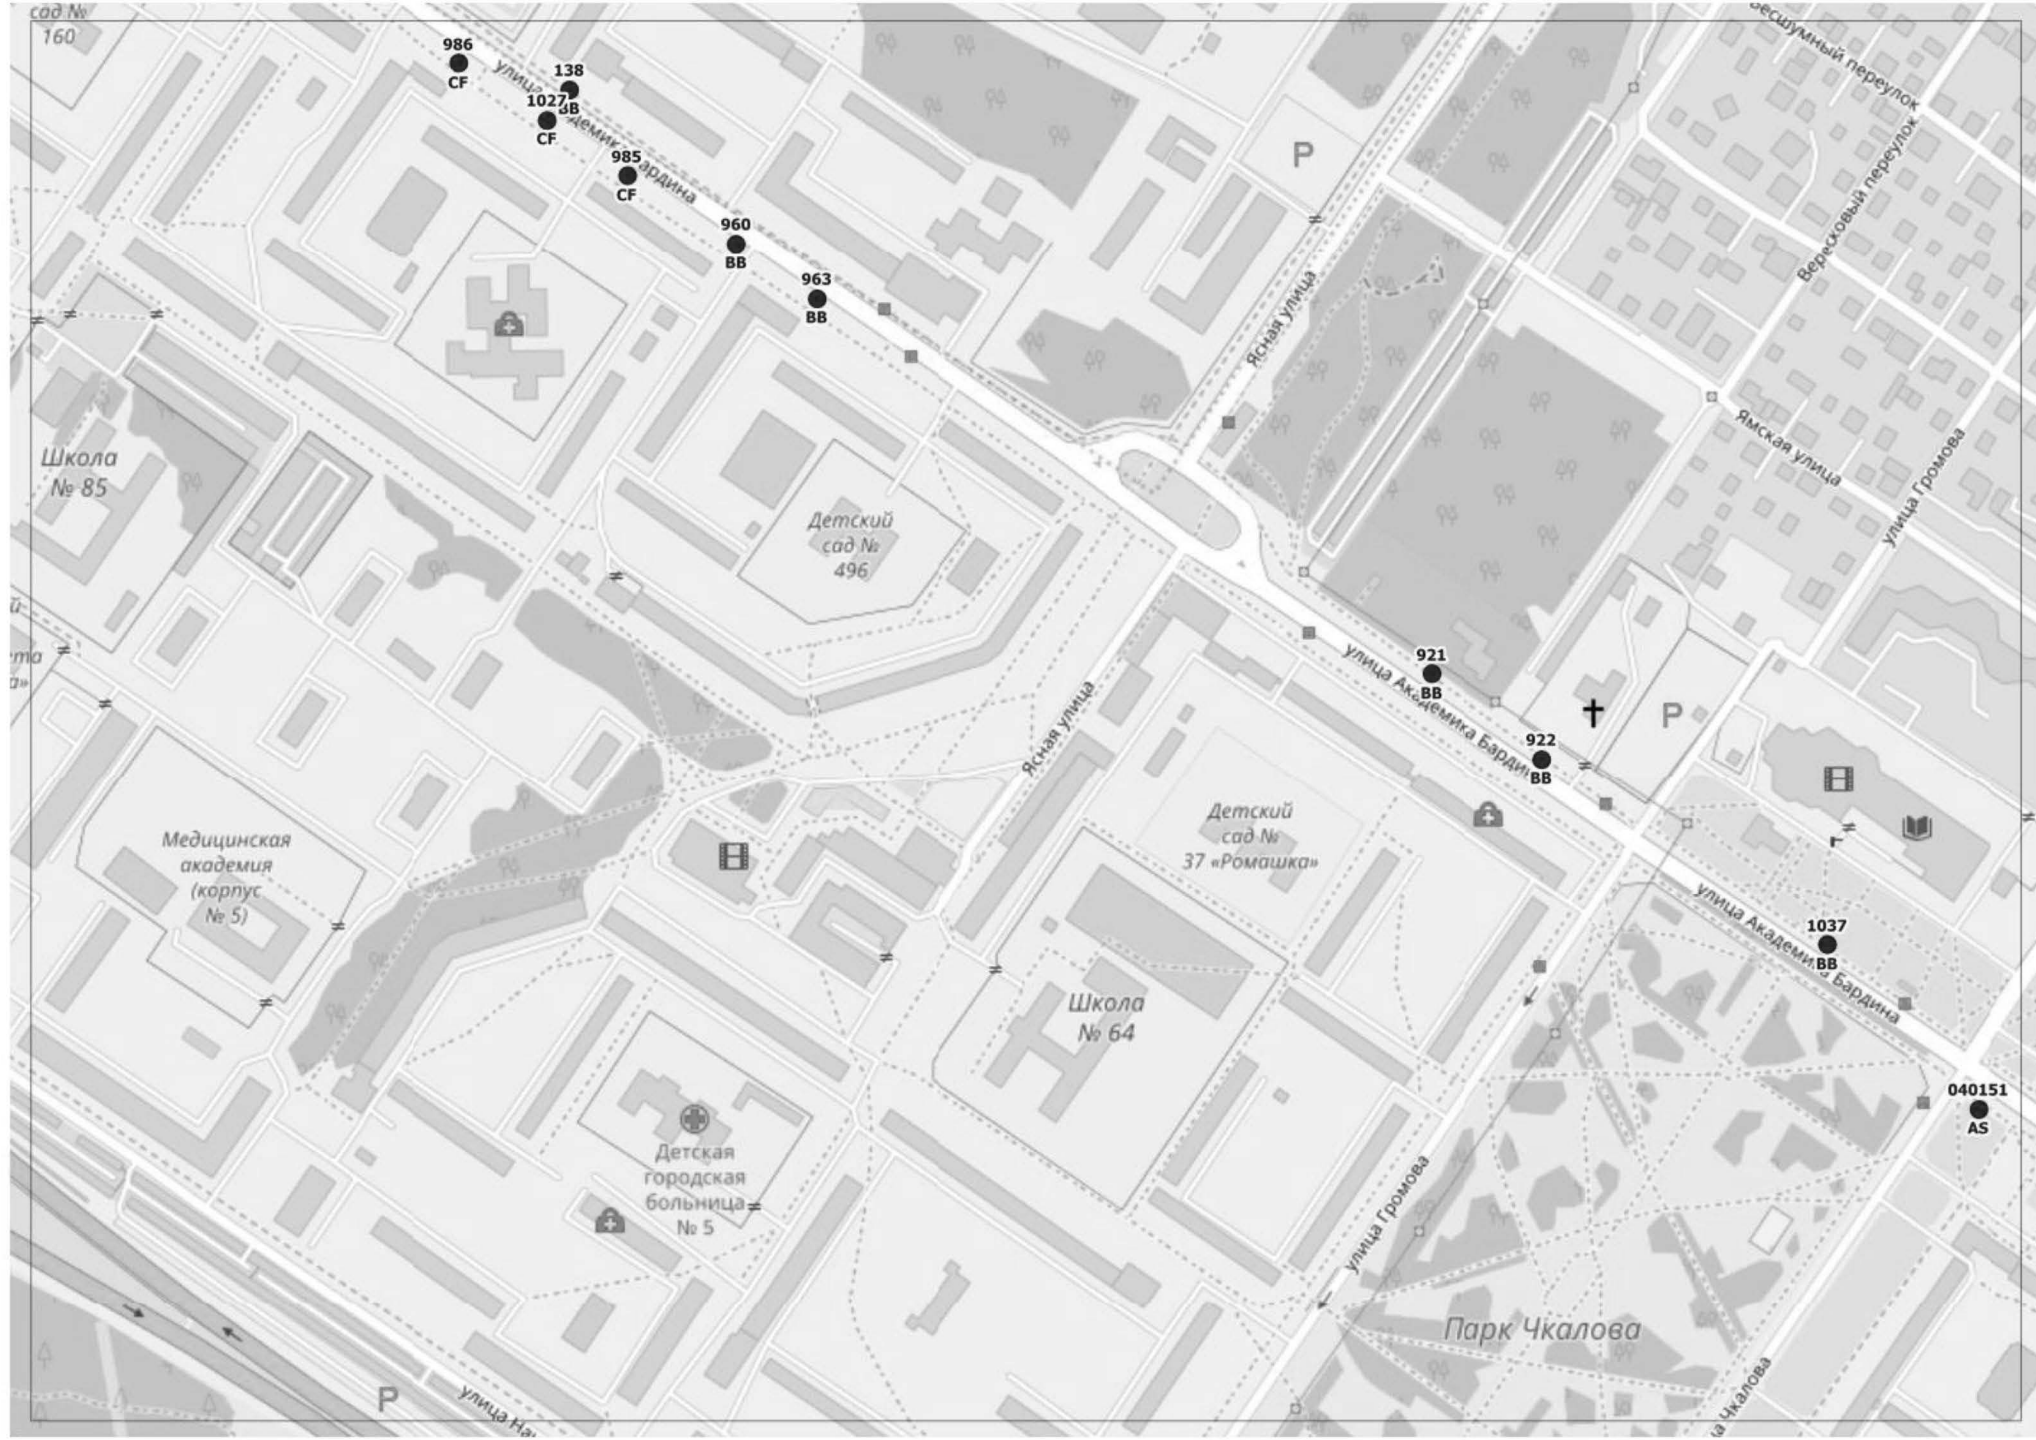 сад №
160
986
CF
138
BB
1027
CF
985
CF
960
BB
963
BB
улица Академика Бардина
P
Бесшумный переулок
Вересковый переулок
Ясная улица
Ямская улица
улица Громова
Школа
№ 85
Детский
сад №
496
921
BB
922
BB
улица Академика Бардина
P
Ясная улица
Детский
сад №
37 «Ромашка»
Медицинская
академия
(корпус
№ 5)
улица Академика Бардина
1037
BB
Школа
№ 64
040151
AS
Детская
городская
больница
№ 5
улица Громова
Парк Чкалова
P
Чкалова
улица